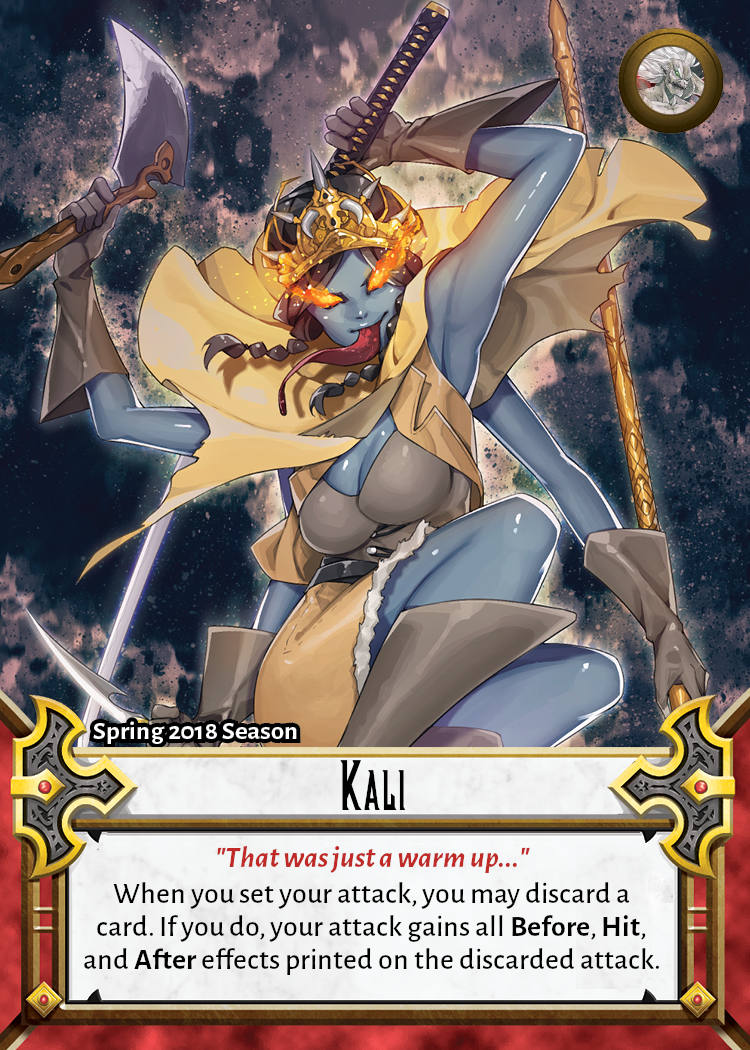 Spring 2018 Season
Kali
"That was just a warm up..."
When you set your attack, you may discard a
card. If you do, your attack gains all Before, Hit,
and After effects printed on the discarded attack.